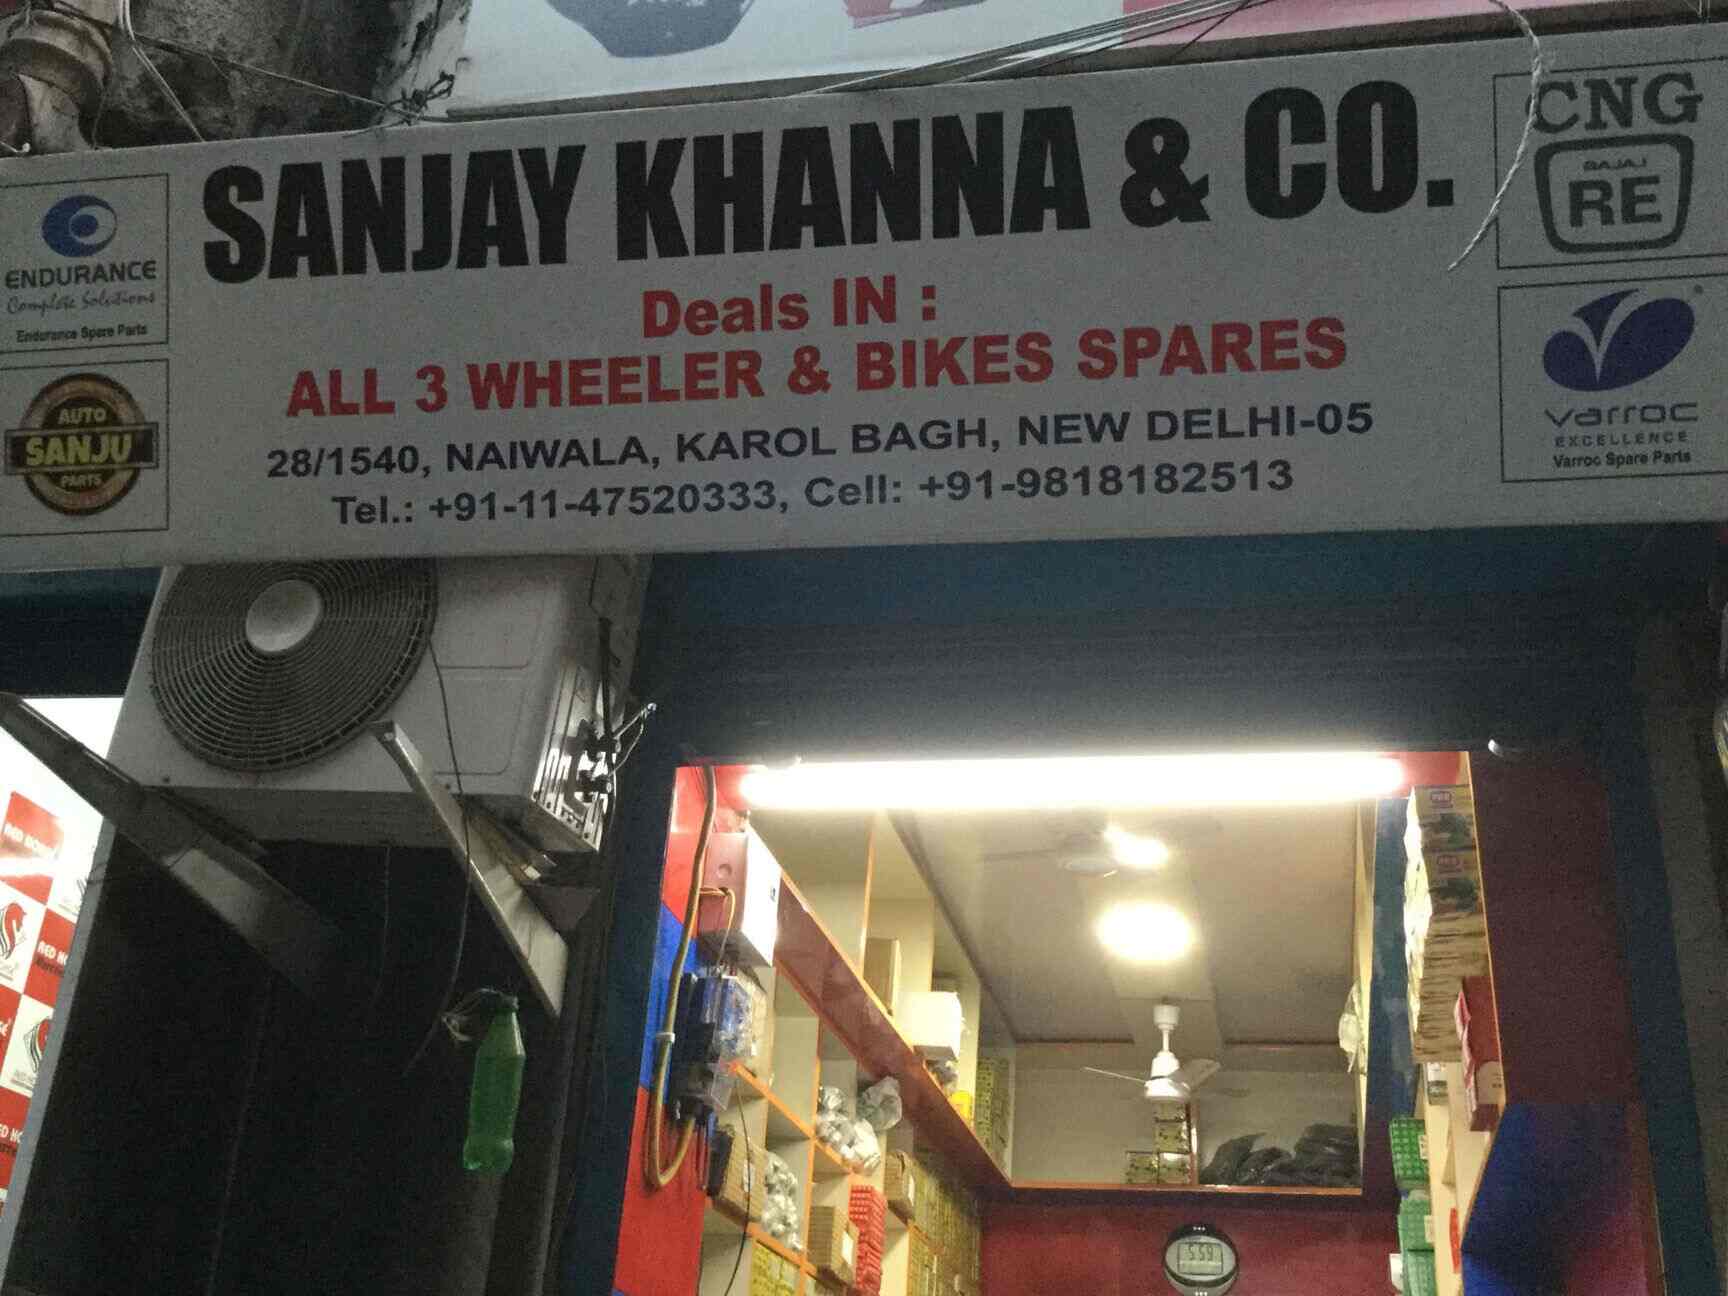 SANJAY KHANNA & CO.
Deals IN :
ALL 3 WHEELER & BIKES SPARES
28/1540, NAIWALA, KAROL BAGH, NEW DELHI-05
Tel.: +91-11-47520333, Cell: +91-9818182513
ENDURANCE
Complete Solutions
Endurance Spare Parts
AUTO
SANJU
PARTS
CNG
BAJAJ
RE
varroc
EXCELLENCE
Varroc Spare Parts
5:59